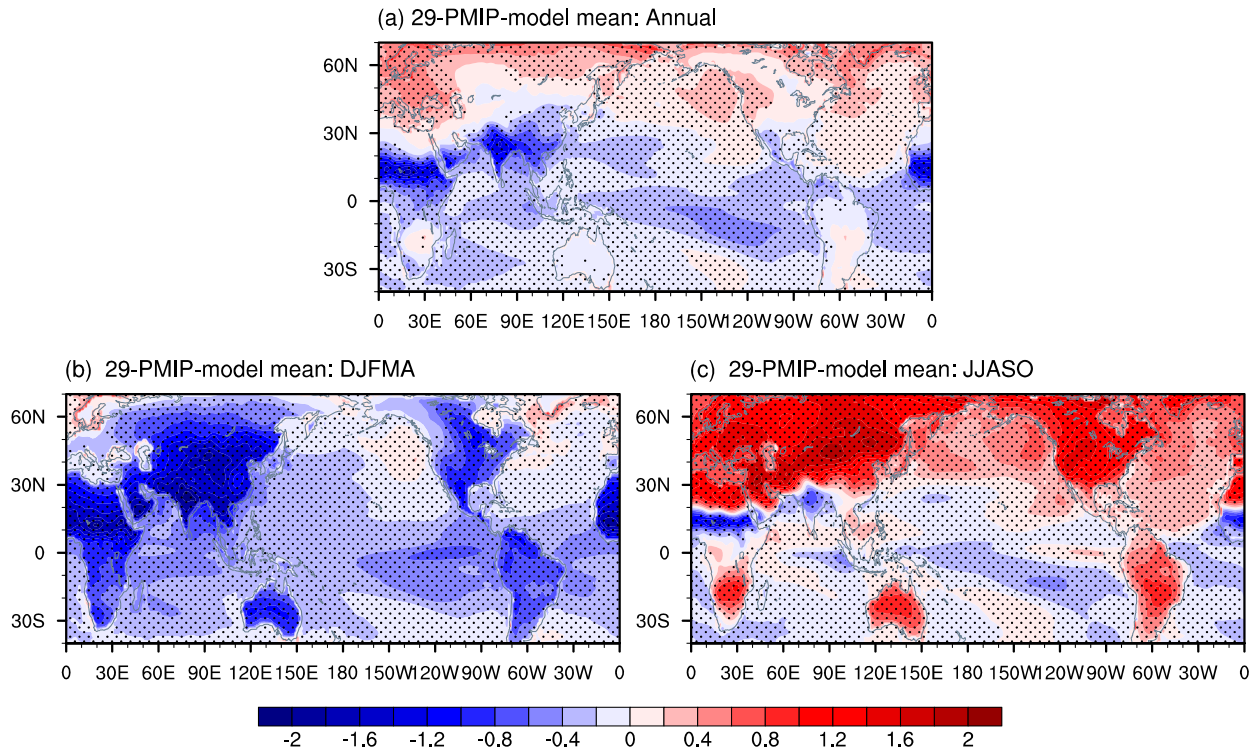 (a) 29-PMIP-model mean: Annual
60N
30N
0
30S
0 30E 60E 90E 120E 150E 180 150W 120W 90W 60W 30W 0
(b) 29-PMIP-model mean: DJFMA
60N
30N
0
30S
0 30E 60E 90E 120E 150E 180 150W 120W 90W 60W 30W 0
(c) 29-PMIP-model mean: JJASO
60N
30N
0
30S
0 30E 60E 90E 120E 150E 180 150W 120W 90W 60W 30W 0
-2 -1.6 -1.2 -0.8 -0.4 0 0.4 0.8 1.2 1.6 2